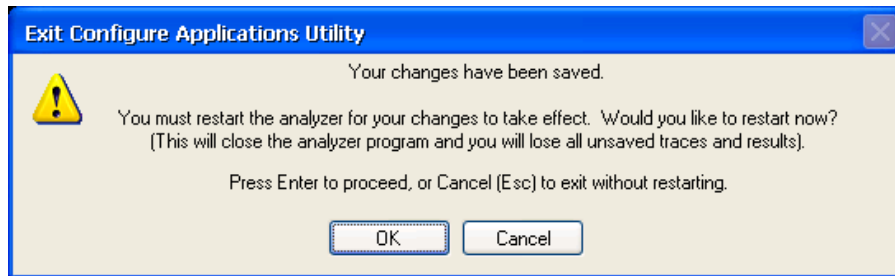 Exit Configure Applications Utility
Your changes have been saved.
You must restart the analyzer for your changes to take effect. Would you like to restart now?
(This will close the analyzer program and you will lose all unsaved traces and results).
Press Enter to proceed, or Cancel (Esc) to exit without restarting.
OK Cancel